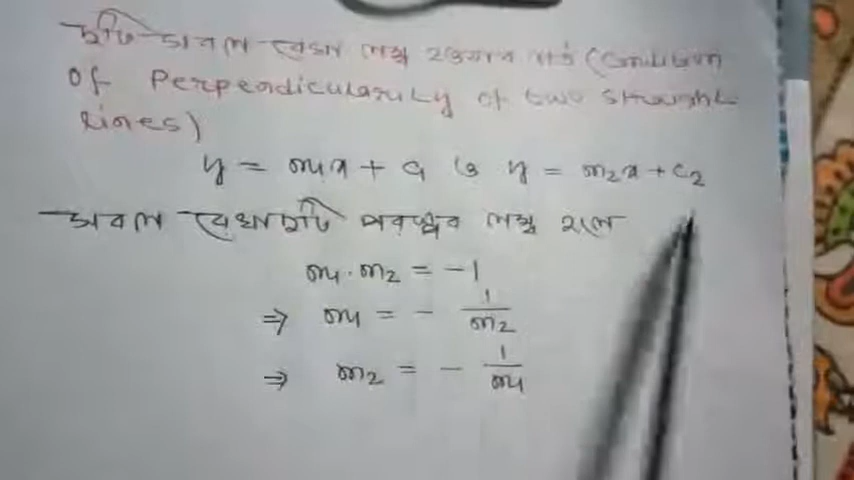 দুটি সরল রেখা লম্ব হওয়ার শর্ত (Condition
of Perpendicularity of two straight
lines)
y = m₁x + c₁ ও y = m₂x + c₂
সরল রেখাদুটি পরস্পর লম্ব হলে
m₁ . m₂ = -1
⇒ m₁ = - 1/m₂
⇒ m₂ = - 1/m₁